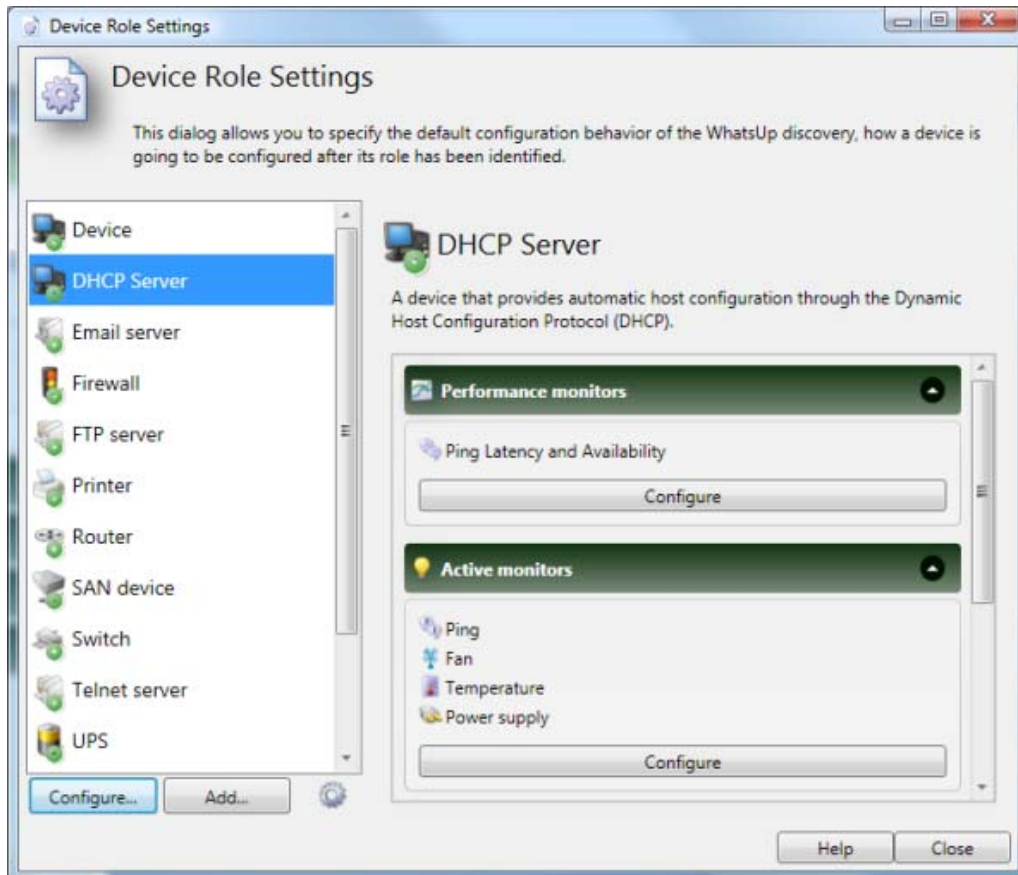 Device Role Settings
Device Role Settings
This dialog allows you to specify the default configuration behavior of the WhatsUp discovery, how a device is
going to be configured after its role has been identified.
Device
DHCP Server
Email server
Firewall
FTP server
Printer
Router
SAN device
Switch
Telnet server
UPS
Configure...
Add...
DHCP Server
A device that provides automatic host configuration through the Dynamic
Host Configuration Protocol (DHCP).
Performance monitors
Ping Latency and Availability
Configure
Active monitors
Ping
Fan
Temperature
Power supply
Configure
Help
Close